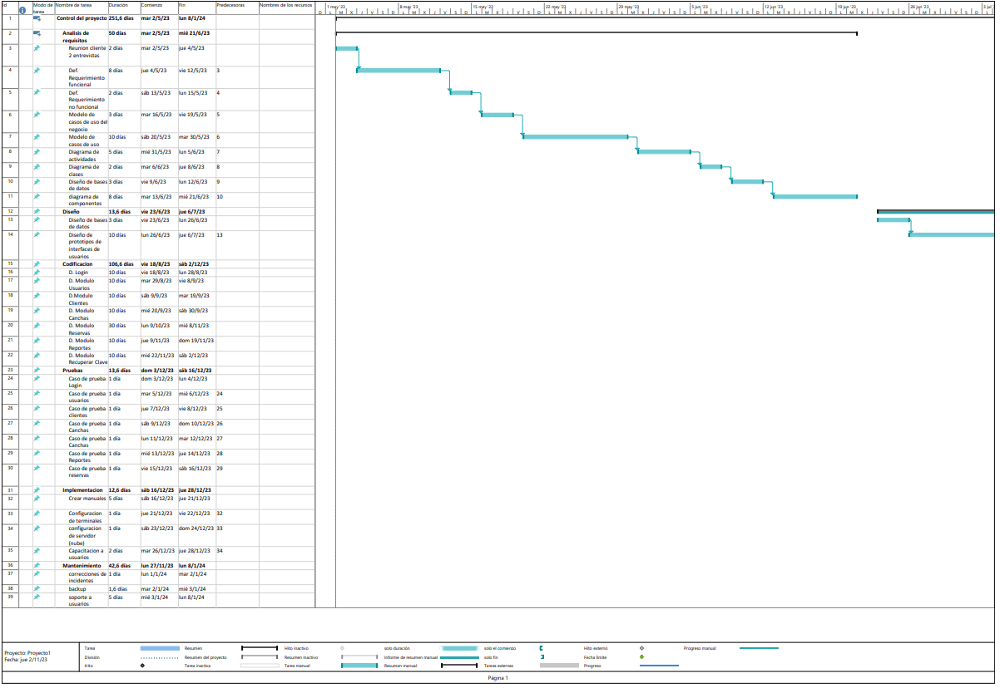 Id
Modo de tarea
Nombre de tarea
Duración
Comienzo
Fin
Predecesoras
Nombres de los recursos
1 may '23
8 may '23
15 may '23
22 may '23
29 may '23
5 jun '23
12 jun '23
19 jun '23
26 jun '23
3 jul '
D L M X J V S D L M X J V S D L M X J V S D L M X J V S D L M X J V S D L M X J V S D L M X J V S D L M X J V S D L M X J V S D L
1 Control del proyecto 251,6 días mar 2/5/23 lun 8/1/24
2 Analisis de requisitos 50 días mar 2/5/23 mié 21/6/23
3 Reunion cliente 2 entrevistas 2 días mar 2/5/23 jue 4/5/23
4 Def. Requerimiento funcional 8 días jue 4/5/23 vie 12/5/23 3
5 Def. Requerimiento no funcional 2 días sáb 13/5/23 lun 15/5/23 4
6 Modelo de casos de uso del negocio 3 días mar 16/5/23 vie 19/5/23 5
7 Modelo de casos de uso 10 días sáb 20/5/23 mar 30/5/23 6
8 Diagrama de actividades 5 días mié 31/5/23 lun 5/6/23 7
9 Diagrama de clases 2 días mar 6/6/23 jue 8/6/23 8
10 Diseño de bases de datos 3 días vie 9/6/23 lun 12/6/23 9
11 diagrama de componentes 8 días mar 13/6/23 mié 21/6/23 10
12 Diseño 13,6 días vie 23/6/23 jue 6/7/23
13 Diseño de bases de datos 3 días vie 23/6/23 lun 26/6/23
14 Diseño de prototipos de interfaces de usuarios 10 días lun 26/6/23 jue 6/7/23 13
15 Codificacion 106,6 días vie 18/8/23 sáb 2/12/23
16 D. Login 10 días vie 18/8/23 lun 28/8/23
17 D. Modulo Usuarios 10 días mar 29/8/23 vie 8/9/23
18 D.Modulo Clientes 10 días sáb 9/9/23 mar 19/9/23
19 D. Modulo Canchas 10 días mié 20/9/23 sáb 30/9/23
20 D. Modulo Reservas 30 días lun 9/10/23 mié 8/11/23
21 D. Modulo Reportes 10 días jue 9/11/23 dom 19/11/23
22 D. Modulo Recuperar Clave 10 días mié 22/11/23 sáb 2/12/23
23 Pruebas 13,6 días dom 3/12/23 sáb 16/12/23
24 Caso de prueba Login 1 día dom 3/12/23 lun 4/12/23
25 Caso de prueba usuarios 1 día mar 5/12/23 mié 6/12/23 24
26 Caso de prueba clientes 1 día jue 7/12/23 vie 8/12/23 25
27 Caso de prueba Canchas 1 día sáb 9/12/23 dom 10/12/23 26
28 Caso de prueba Canchas 1 día lun 11/12/23 mar 12/12/23 27
29 Caso de prueba Reportes 1 día mié 13/12/23 jue 14/12/23 28
30 Caso de prueba reservas 1 día vie 15/12/23 sáb 16/12/23 29
31 Implementacion 12,6 días sáb 16/12/23 jue 28/12/23
32 Crear manuales 5 días sáb 16/12/23 jue 21/12/23
33 Configuracion de terminales 1 día jue 21/12/23 vie 22/12/23 32
34 configuracion de servidor (nube) 1 día sáb 23/12/23 dom 24/12/23 33
35 Capacitacion a usuarios 2 días mar 26/12/23 jue 28/12/23 34
36 Mantenimiento 42,6 días lun 27/11/23 lun 8/1/24
37 correcciones de incidentes 1 día lun 1/1/24 mar 2/1/24
38 backup 1,6 días mar 2/1/24 mié 3/1/24
39 soporte a usuarios 5 días mié 3/1/24 lun 8/1/24
Proyecto: Proyecto1
Fecha: jue 2/11/23
Tarea Resumen Hito inactivo solo duración solo el comienzo Hito externo Progreso manual
División Resumen del proyecto Resumen inactivo Informe de resumen manual solo fin Fecha límite
Hito Tarea inactiva Tarea manual Resumen manual Tareas externas Progreso
Página 1